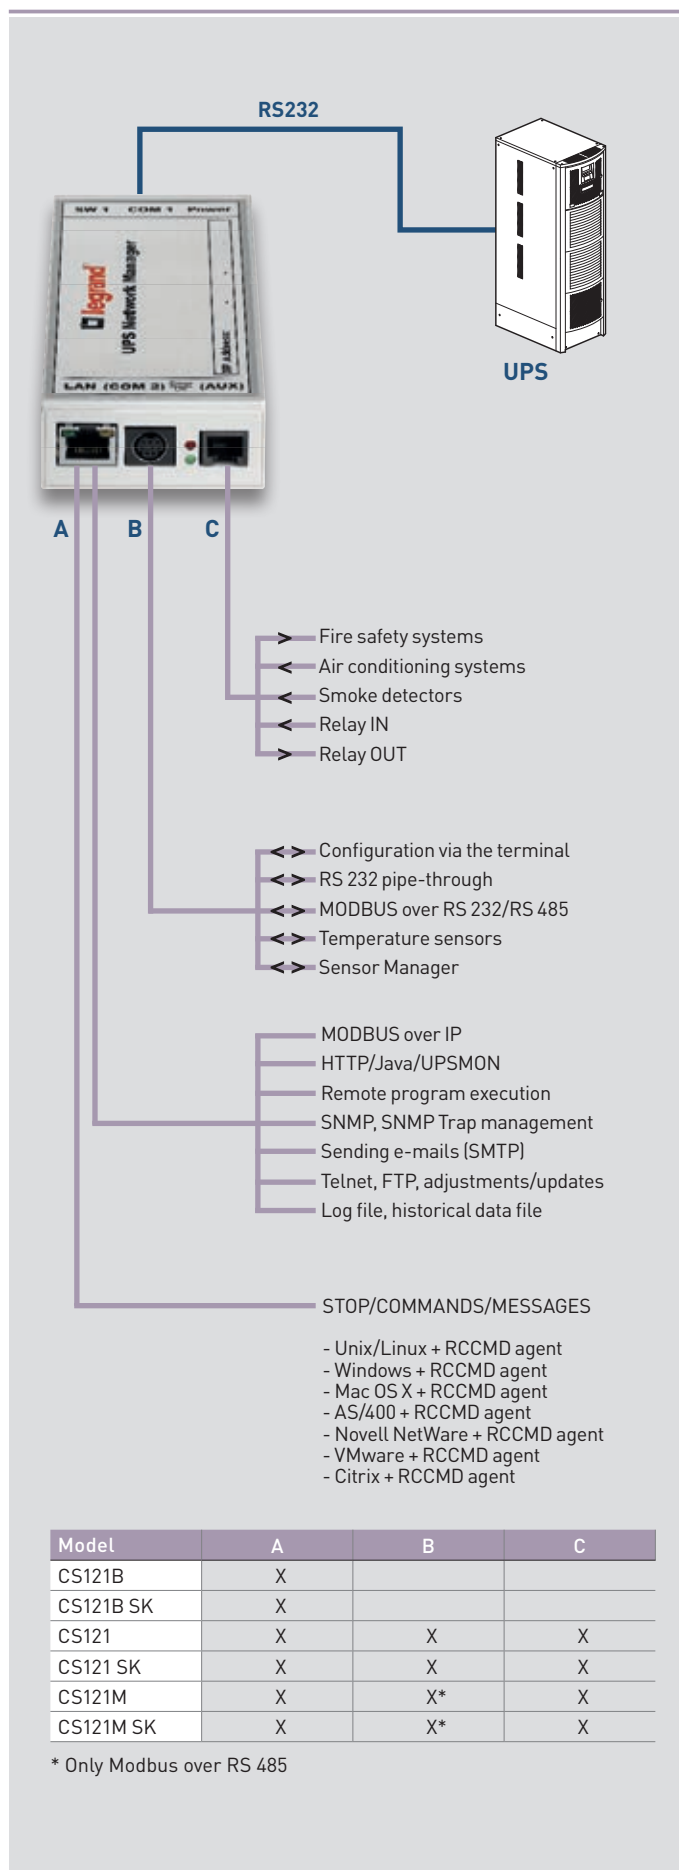 RS232
SW 1 COM 1 Power
legrand
UPS Network Manager
IP Address:
LAN (COM 2) (AUX)
UPS
A B C
> Fire safety systems
< Air conditioning systems
< Smoke detectors
< Relay IN
> Relay OUT
< > Configuration via the terminal
< > RS 232 pipe-through
< > MODBUS over RS 232/RS 485
< > Temperature sensors
< > Sensor Manager
MODBUS over IP
HTTP/Java/UPSMON
Remote program execution
SNMP, SNMP Trap management
Sending e-mails (SMTP)
Telnet, FTP, adjustments/updates
Log file, historical data file
STOP/COMMANDS/MESSAGES
- Unix/Linux + RCCMD agent
- Windows + RCCMD agent
- Mac OS X + RCCMD agent
- AS/400 + RCCMD agent
- Novell NetWare + RCCMD agent
- VMware + RCCMD agent
- Citrix + RCCMD agent
Model A B C
CS121B X
CS121B SK X
CS121 X X X
CS121 SK X X X
CS121M X X* X
CS121M SK X X* X
* Only Modbus over RS 485